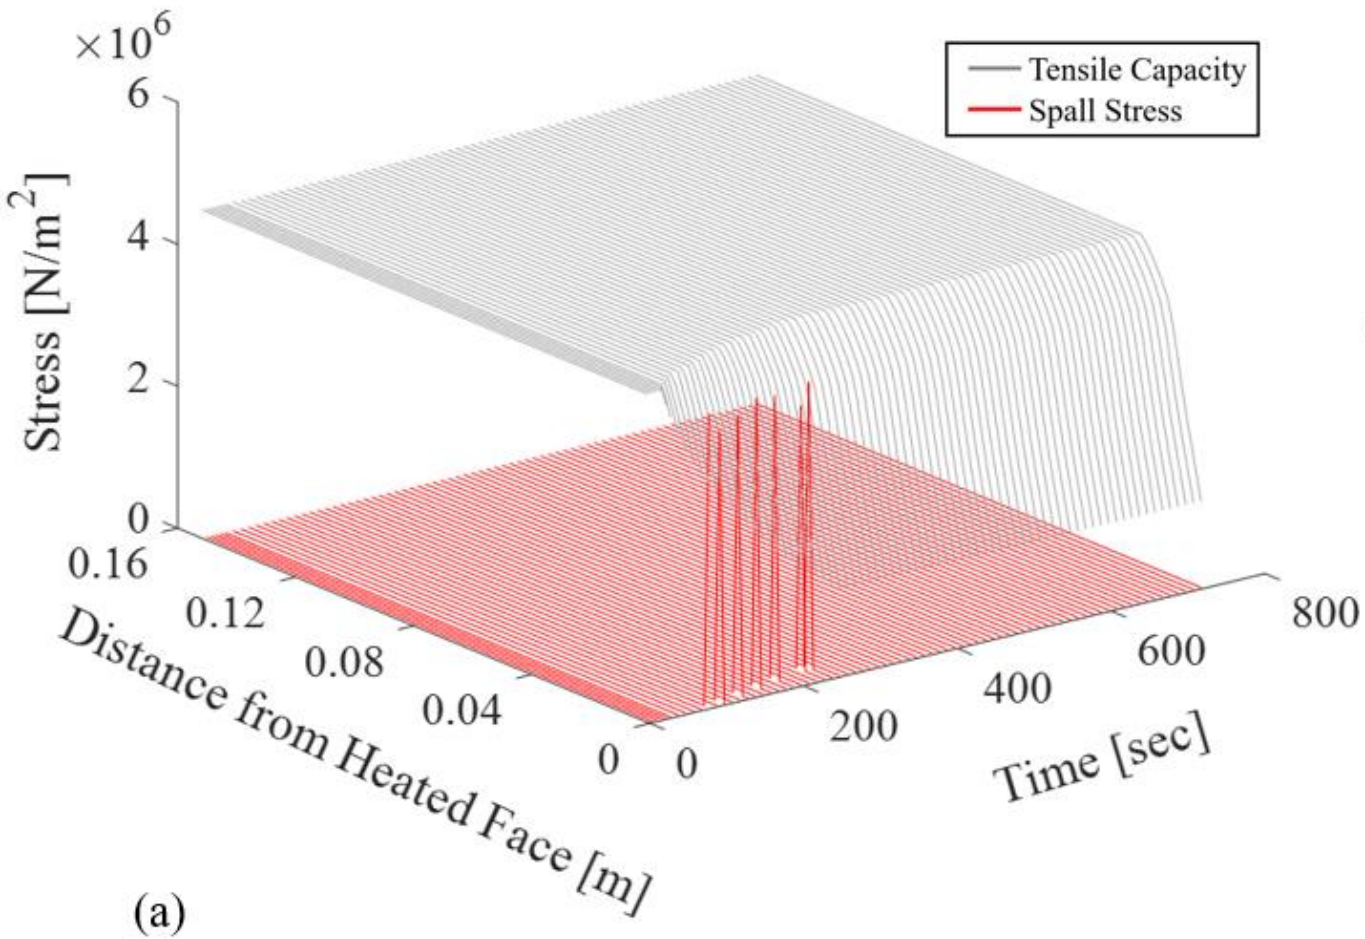 ×10^6
6
4
2
0
Stress [N/m^2]
Tensile Capacity
Spall Stress
0.16
0.12
0.08
0.04
0
Distance from Heated Face [m]
0
200
400
600
800
Time [sec]
(a)